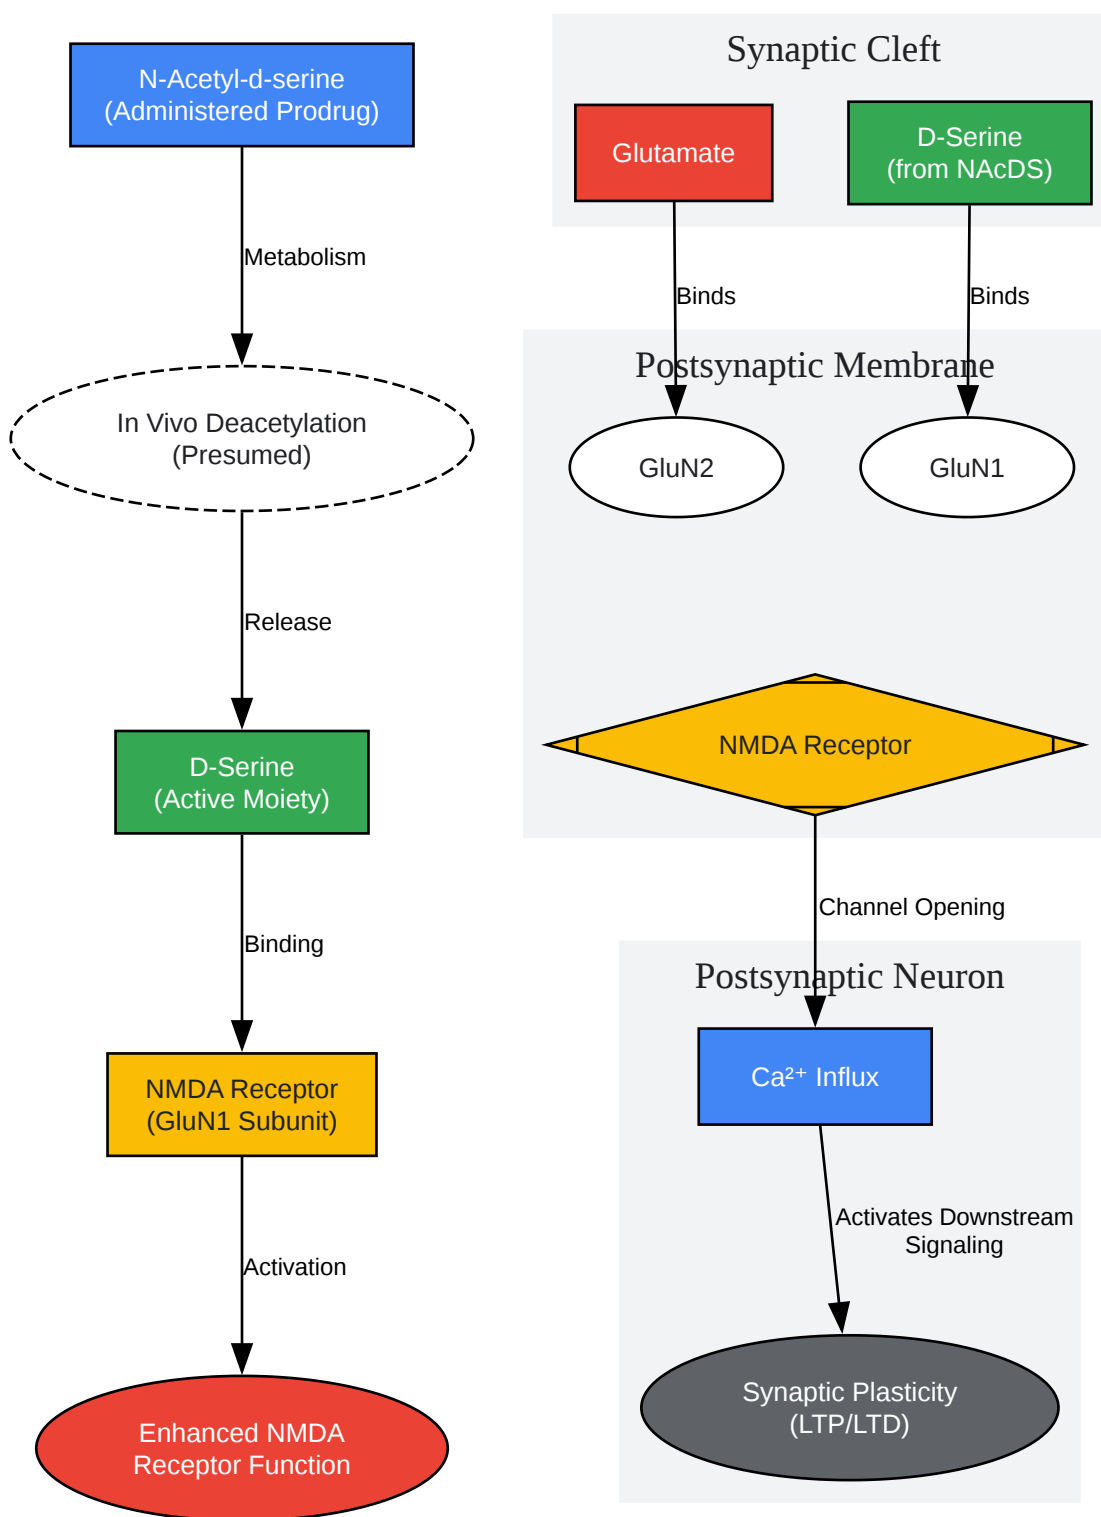 N-Acetyl-d-serine
(Administered Prodrug)
Metabolism
In Vivo Deacetylation
(Presumed)
Release
D-Serine
(Active Moiety)
Binding
NMDA Receptor
(GluN1 Subunit)
Activation
Enhanced NMDA
Receptor Function
Synaptic Cleft
Glutamate
D-Serine
(from NAcDS)
Binds
Binds
Postsynaptic Membrane
GluN2
GluN1
NMDA Receptor
Channel Opening
Postsynaptic Neuron
Ca²⁺ Influx
Activates Downstream
Signaling
Synaptic Plasticity
(LTP/LTD)